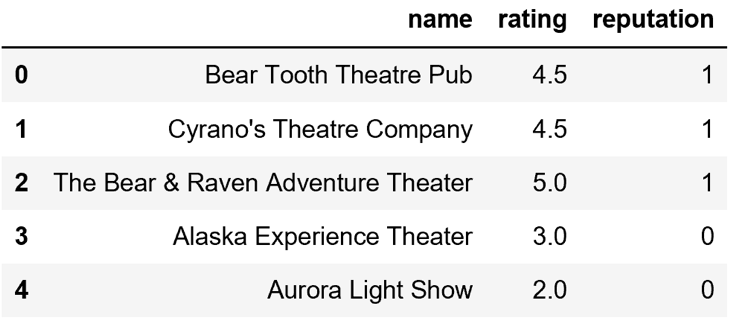 name rating reputation
0 Bear Tooth Theatre Pub 4.5 1
1 Cyrano's Theatre Company 4.5 1
2 The Bear & Raven Adventure Theater 5.0 1
3 Alaska Experience Theater 3.0 0
4 Aurora Light Show 2.0 0